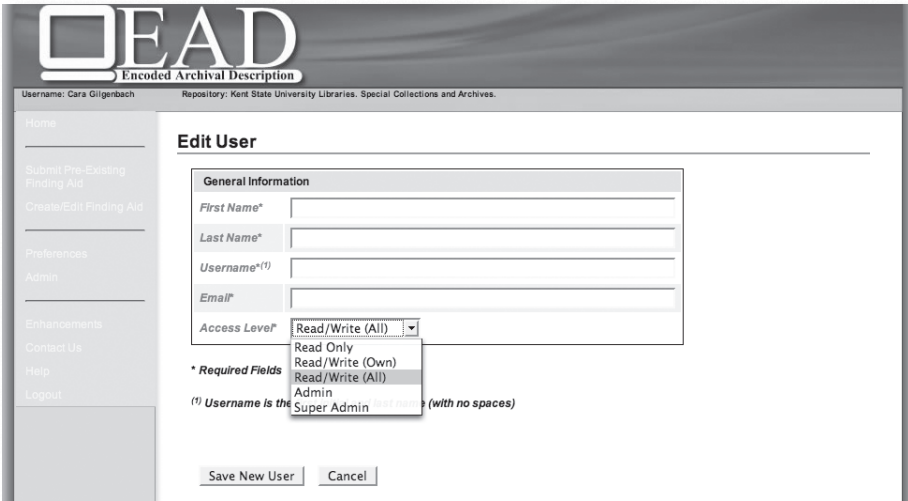 EAD
Encoded Archival Description
Username: Cara Gilgenbach Repository: Kent State University Libraries. Special Collections and Archives.
Home
Submit Pre-Existing
Finding Aid
Create/Edit Finding Aid
Preferences
Admin
Enhancements
Contact Us
Help
Logout
Edit User
General Information
First Name*
Last Name*
Username*(1)
Email*
Access Level* Read/Write (All)
Read Only
Read/Write (Own)
Read/Write (All)
Admin
Super Admin
* Required Fields
(1) Username is the last name (with no spaces)
Save New User Cancel